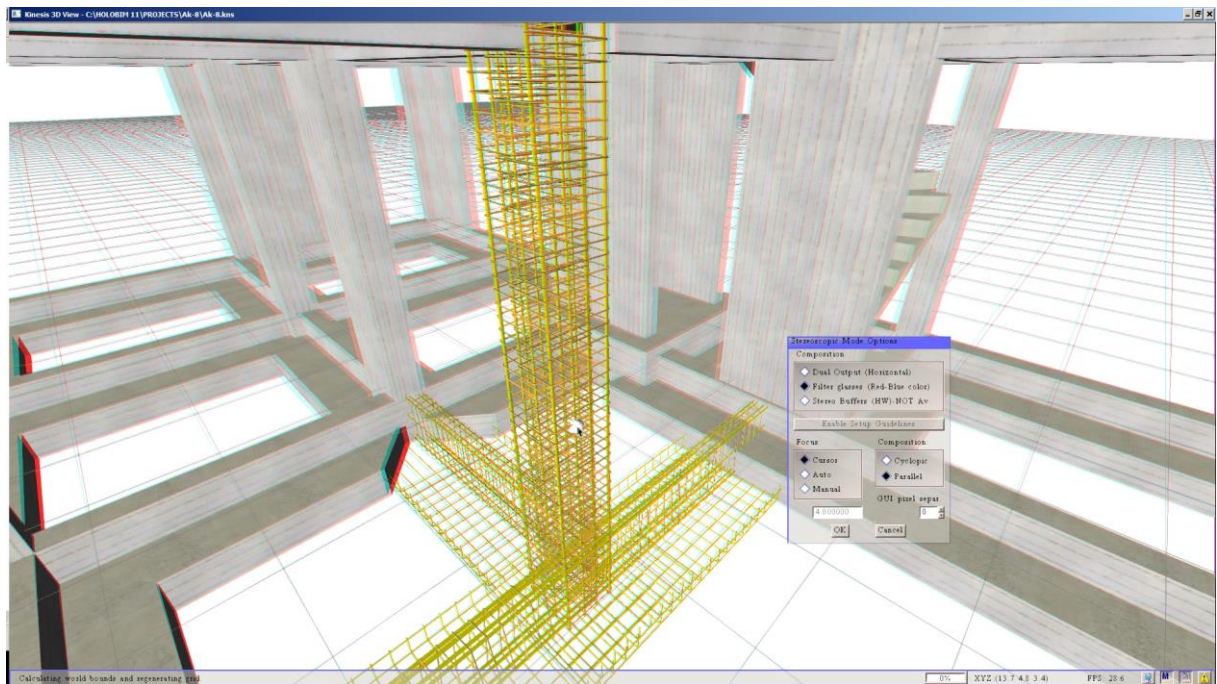 Kinesis 3D View - C:\HOLOBIM 11\PROJECTS\Ak-8\Ak-8.kns
Stereoscopic Mode Options
Composition
Dual Output (Horizontal)
Filter glasses (Red-Blue color)
Stereo Buffers (HW)-NOT Av
Enable Setup Guidelines
Focus Composition
Cursor Cyclopic
Auto Parallel
Manual GUI pixel separ
4.000000 0
OK Cancel
Calculating world bounds and regenerating grid 0% XYZ (13.7 4.8 3.4) FPS: 28.6 M